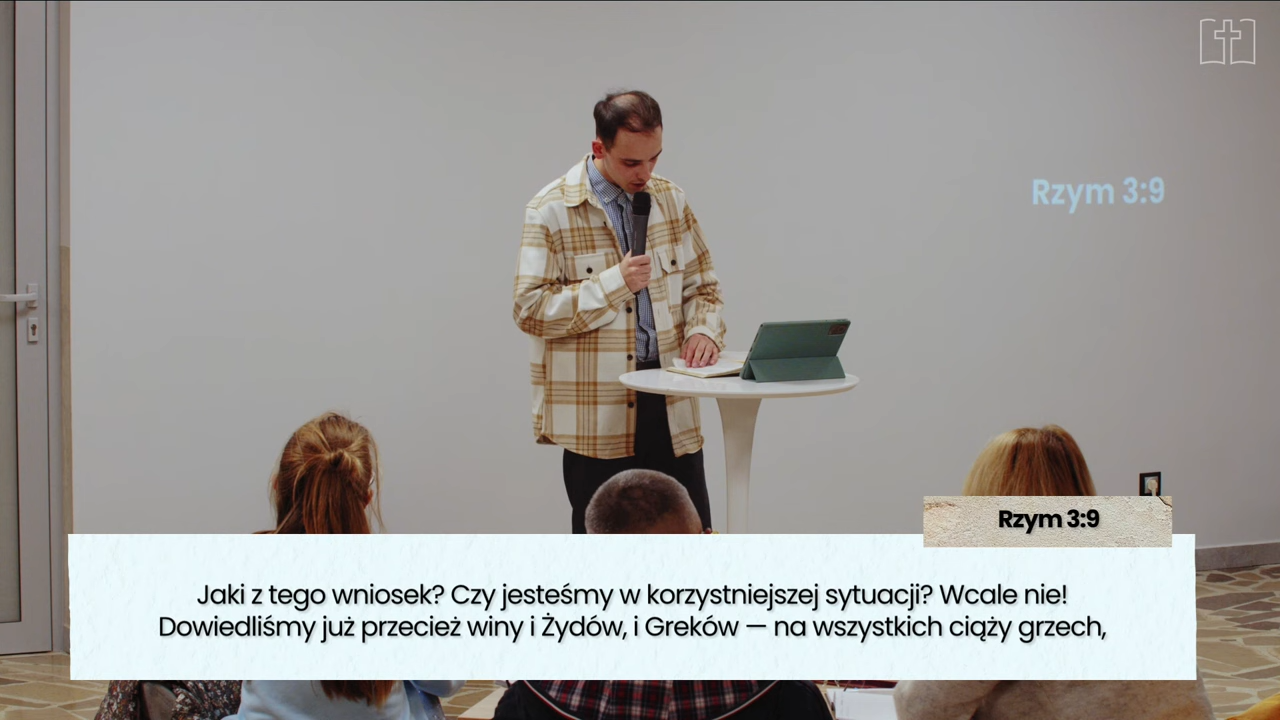 Rzym 3:9
Rzym 3:9
Jaki z tego wniosek? Czy jesteśmy w korzystniejszej sytuacji? Wcale nie!
Dowiedliśmy już przecież winy i Żydów, i Greków — na wszystkich ciąży grzech,